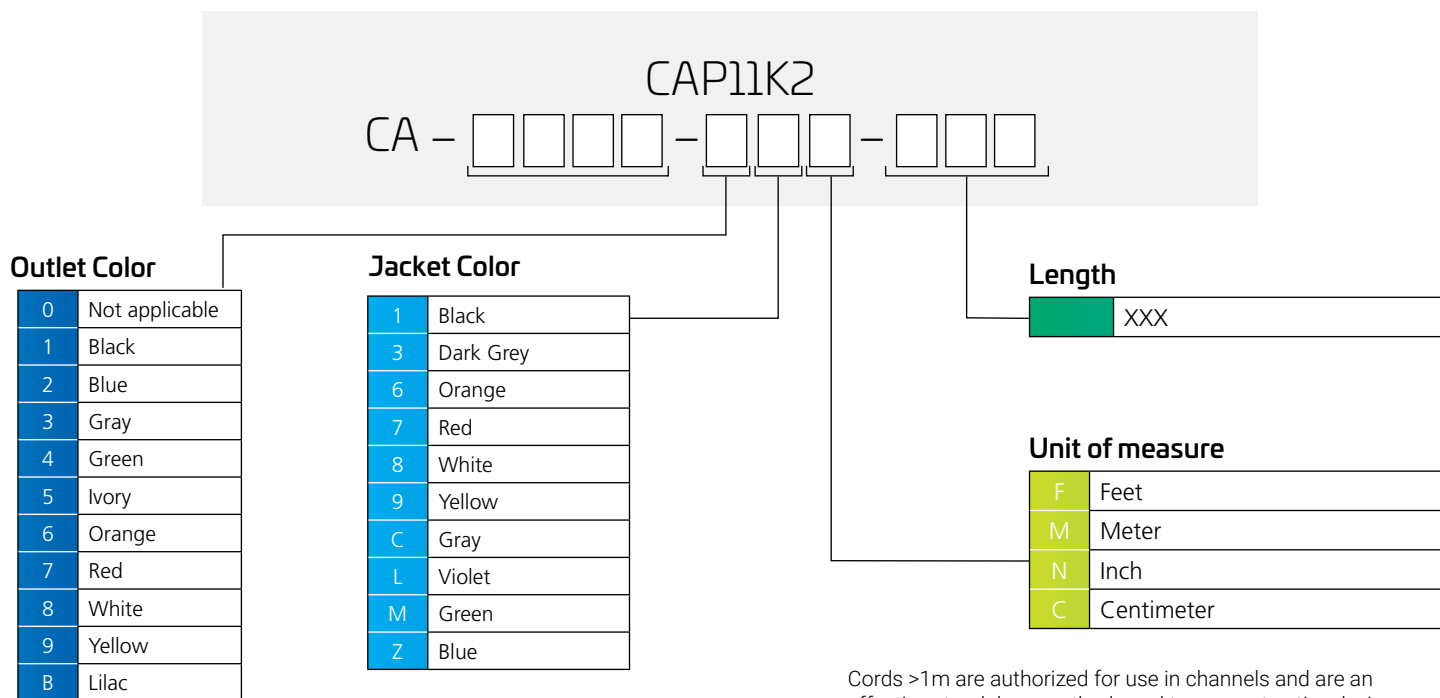 CAP11K2
CA – – –
Outlet Color
0 Not applicable
1 Black
2 Blue
3 Gray
4 Green
5 Ivory
6 Orange
7 Red
8 White
9 Yellow
B Lilac
Jacket Color
1 Black
3 Dark Grey
6 Orange
7 Red
8 White
9 Yellow
C Gray
L Violet
M Green
Z Blue
Length
XXX
Unit of measure
F Feet
M Meter
N Inch
C Centimeter
Cords >1m are authorized for use in channels and are an